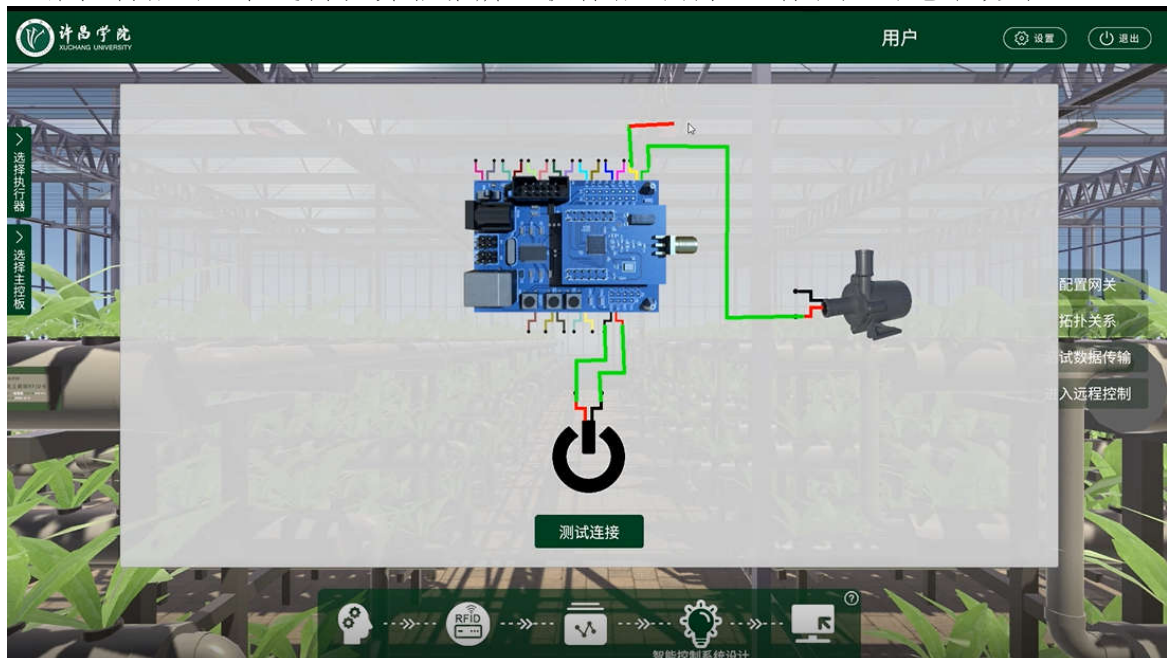 许昌学院
XUCHANG UNIVERSITY
用户
设置
退出
选择执行器
选择主控板
配置网关
拓扑关系
试数据传输
入远程控制
测试连接
RFID
智能控制系统设计